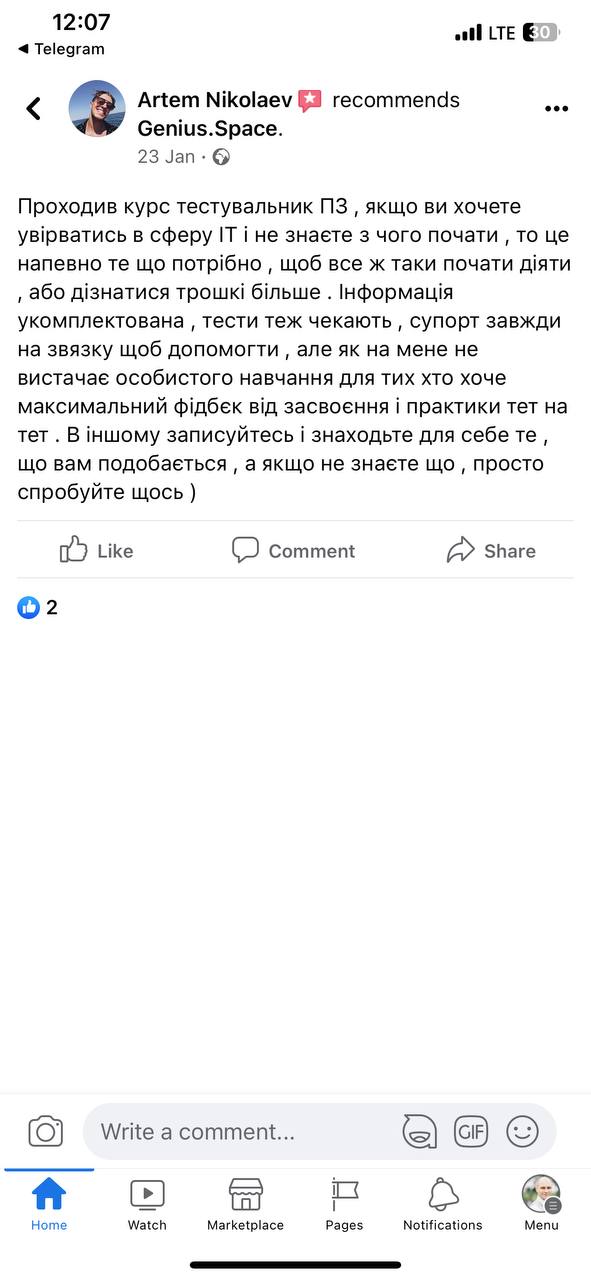 12:07
LTE
30
◀ Telegram
Artem Nikolaev recommends
Genius.Space.
23 Jan ·
Проходив курс тестувальник ПЗ , якщо ви хочете
увірватись в сферу IT і не знаєте з чого почати , то це
напевно те що потрібно , щоб все ж таки почати діяти
, або дізнатися трошкі більше . Інформація
укомплектована , тести теж чекають , супорт завжди
на звязку щоб допомогти , але як на мене не
вистачає особистого навчання для тих хто хоче
максимальний фідбєк від засвоєння і практики тет на
тет . В іншому записуйтесь і знаходьте для себе те ,
що вам подобається , а якщо не знаєте що , просто
спробуйте щось )
Like
Comment
Share
2
Write a comment...
GIF
Home
Watch
Marketplace
Pages
Notifications
Menu